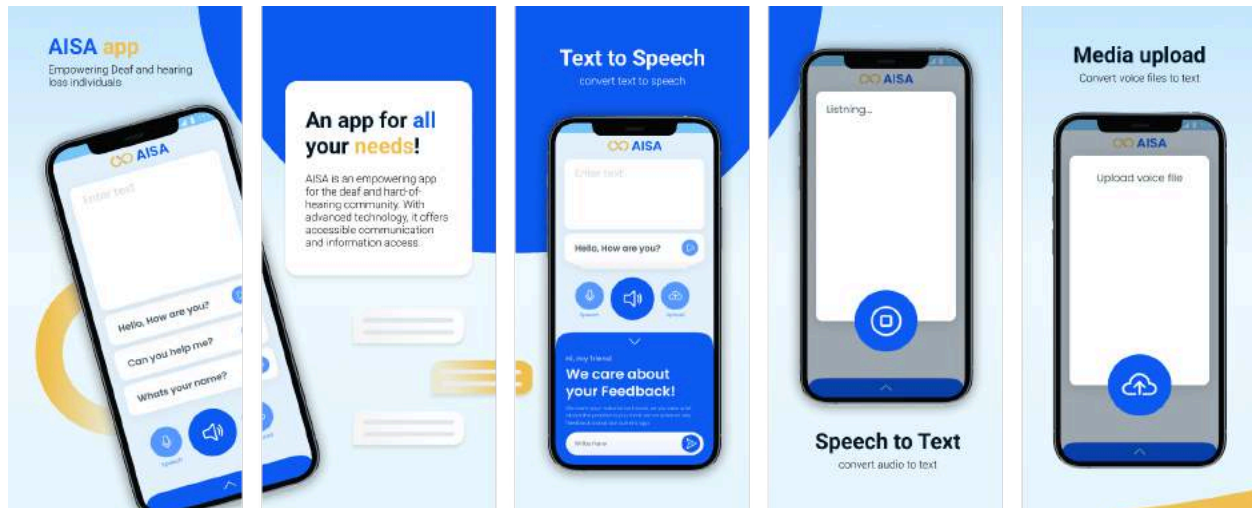 AISA app
Empowering Deaf and hearing
loss individuals
AISA
Enter text
Hello, How are you?
Can you help me?
Whats your name?
Speech
An app for all
your needs!
AISA is an empowering app
for the deaf and hard-of-
hearing community. With
advanced technology, it offers
accessible communication
and information access
Text to Speech
convert text to speech
AISA
Enter text
Hello, How are you?
Speech
Upload
Hi, my friend
We care about
your Feedback!
Write here
AISA
Listning...
Speech to Text
convert audio to text
Media upload
Convert voice files to text
AISA
Upload voice file